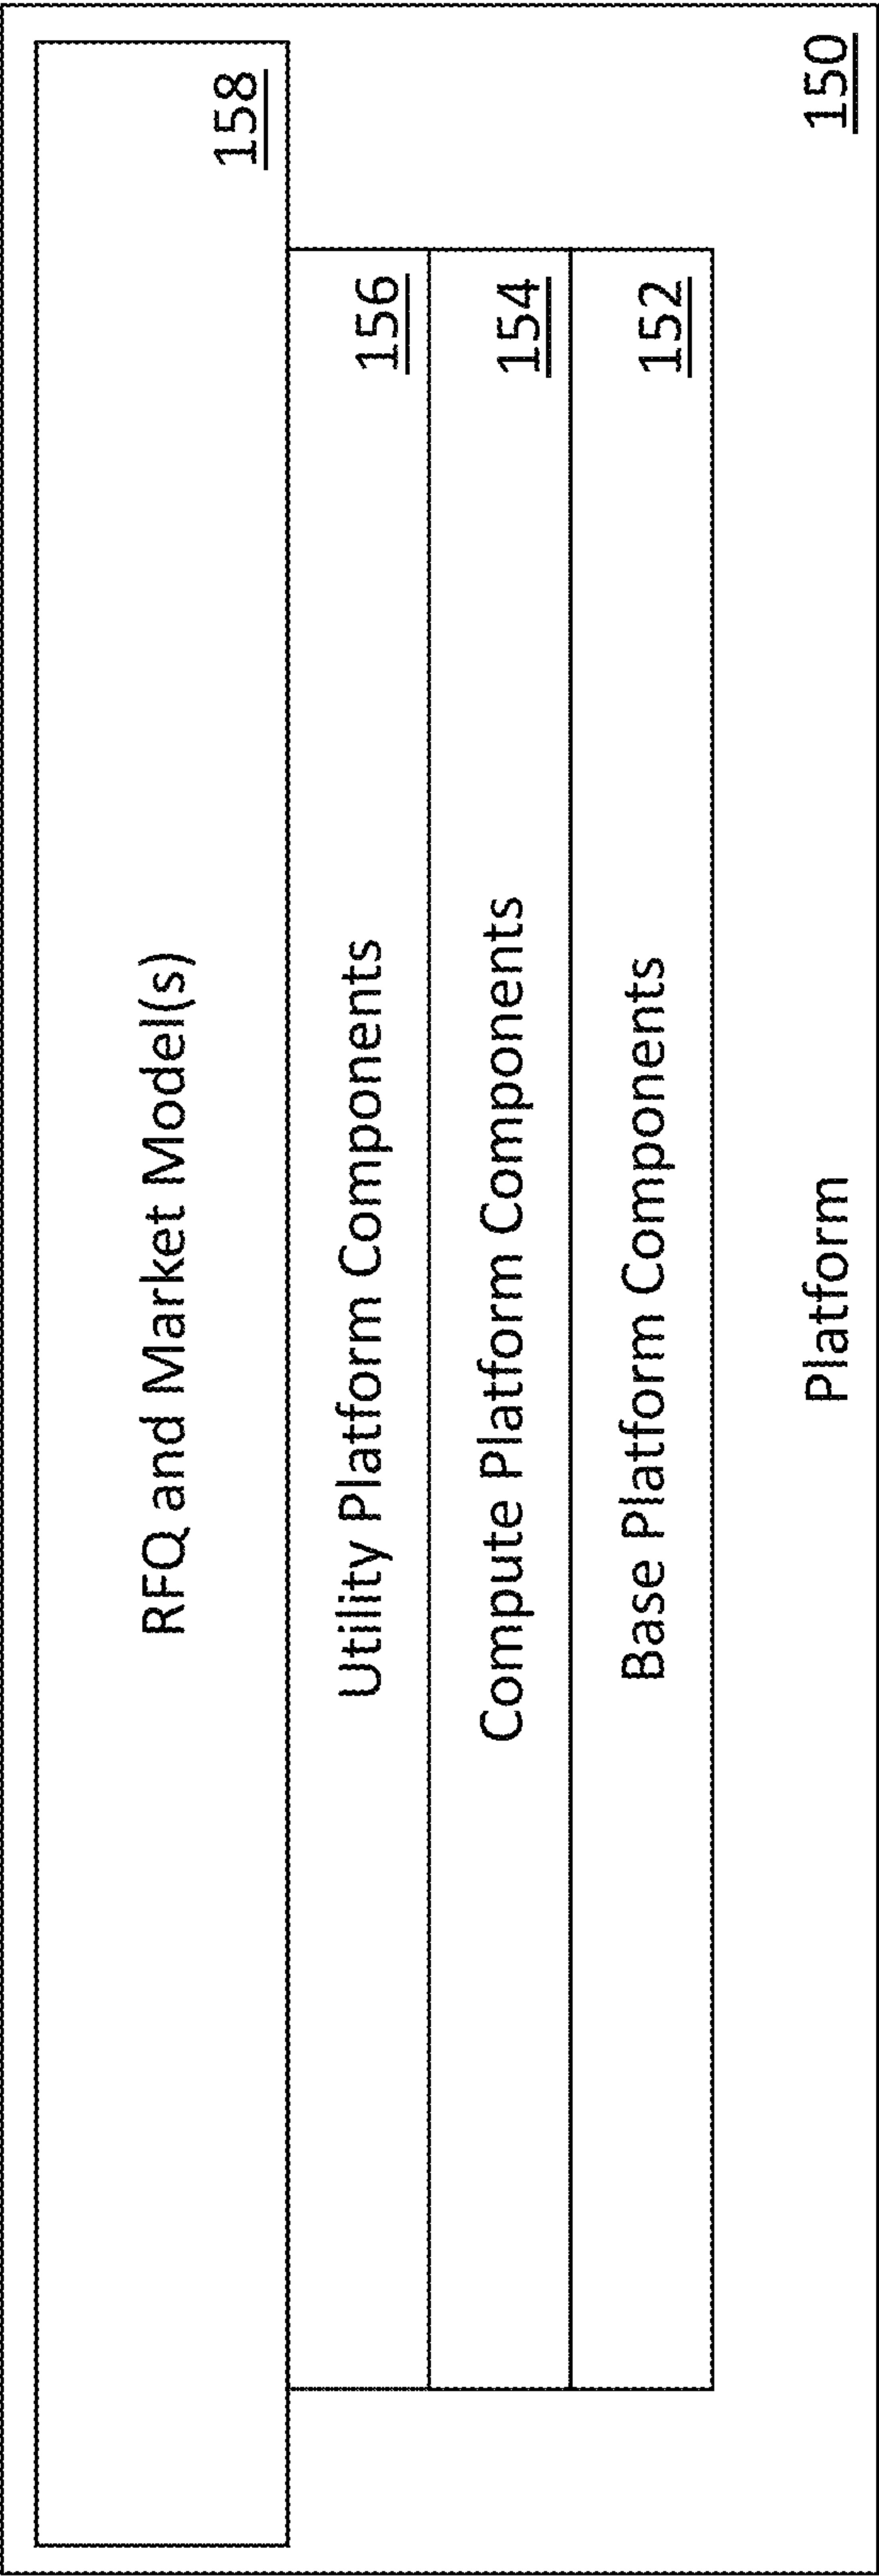 RFQ and Market Model(s)
158
Utility Platform Components
156
Compute Platform Components
154
Base Platform Components
152
Platform
150